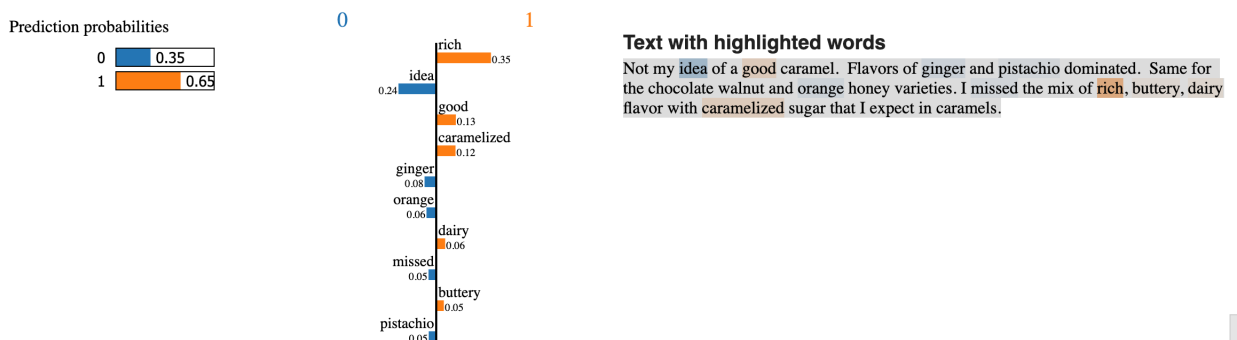 Prediction probabilities
0 0.35
1 0.65
0 1
rich
0.35
idea
0.24
good
0.13
caramelized
0.12
ginger
0.08
orange
0.06
dairy
0.06
missed
0.05
buttery
0.05
pistachio
0.05
Text with highlighted words
Not my idea of a good caramel. Flavors of ginger and pistachio dominated. Same for
the chocolate walnut and orange honey varieties. I missed the mix of rich, buttery, dairy
flavor with caramelized sugar that I expect in caramels.